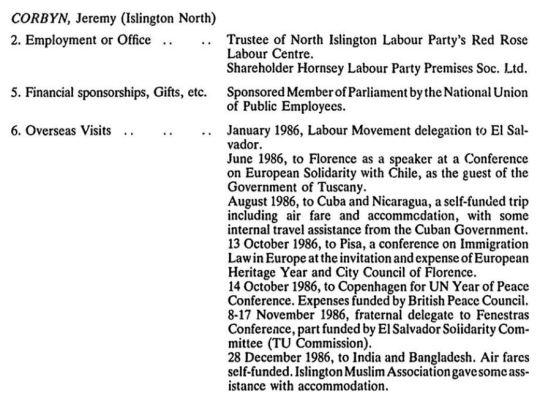 CORBYN, Jeremy (Islington North)
2. Employment or Office .. .. Trustee of North Islington Labour Party's Red Rose
Labour Centre.
Shareholder Hornsey Labour Party Premises Soc. Ltd.
5. Financial sponsorships, Gifts, etc. Sponsored Member of Parliament by the National Union
of Public Employees.
6. Overseas Visits .. .. .. January 1986, Labour Movement delegation to El Sal-
vador.
June 1986, to Florence as a speaker at a Conference
on European Solidarity with Chile, as the guest of the
Government of Tuscany.
August 1986, to Cuba and Nicaragua, a self-funded trip
including air fare and accommodation, with some
internal travel assistance from the Cuban Government.
13 October 1986, to Pisa, a conference on Immigration
Law in Europe at the invitation and expense of European
Heritage Year and City Council of Florence.
14 October 1986, to Copenhagen for UN Year of Peace
Conference. Expenses funded by British Peace Council.
8-17 November 1986, fraternal delegate to Fenestras
Conference, part funded by El Salvador Solidarity Com-
mittee (TU Commission).
28 December 1986, to India and Bangladesh. Air fares
self-funded. Islington Muslim Association gave some ass-
istance with accommodation.